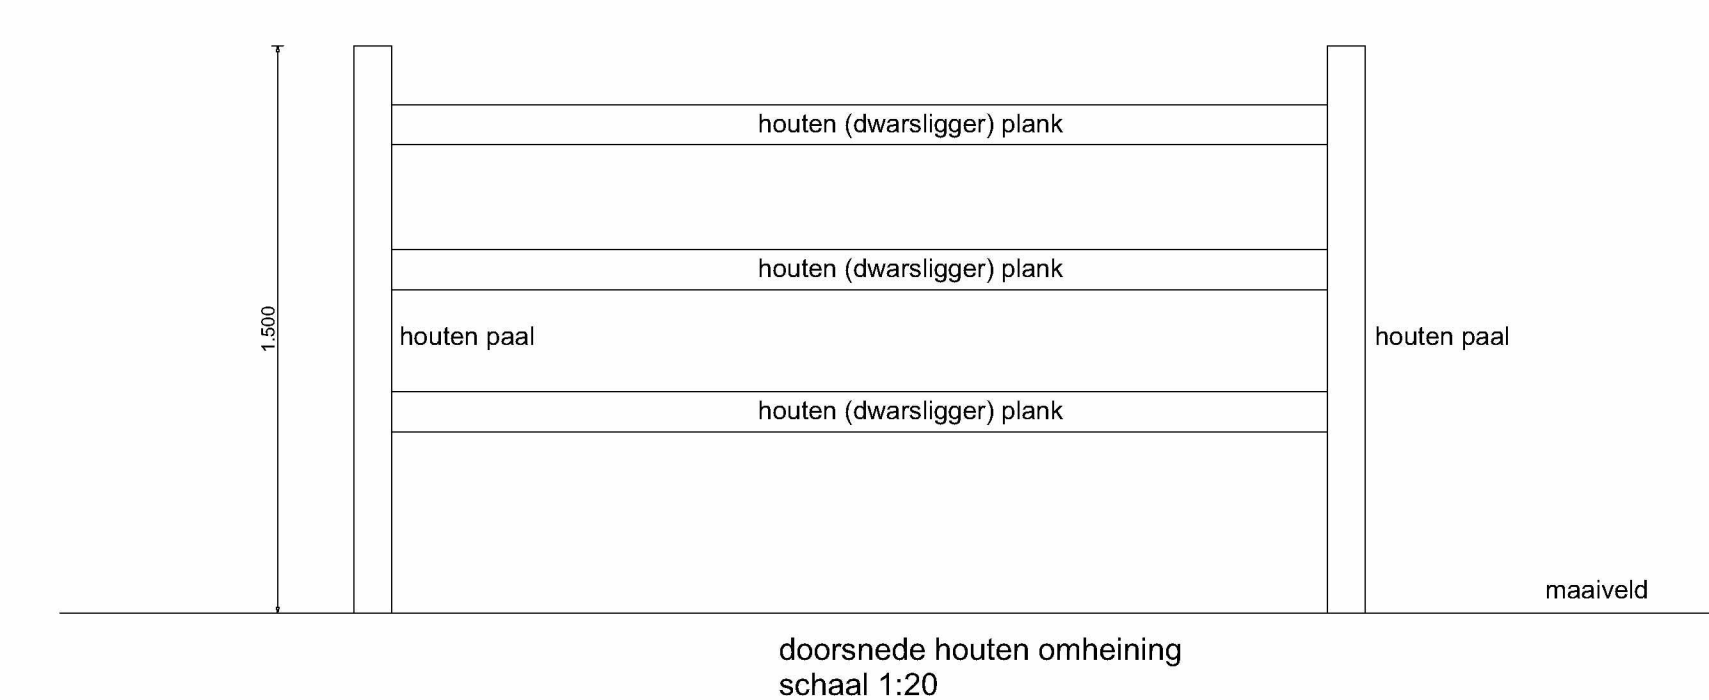 houten (dwarsligger) plank
houten (dwarsligger) plank
1.500
houten paal
houten paal
houten (dwarsligger) plank
maaiveld
doorsnede houten omheining
schaal 1:20